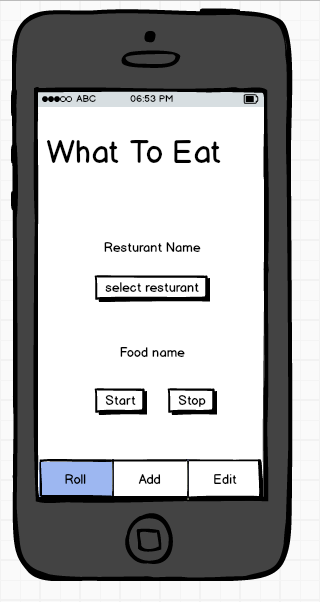 ABC 06:53 PM
What To Eat
Resturant Name
select resturant
Food name
Start Stop
Roll Add Edit